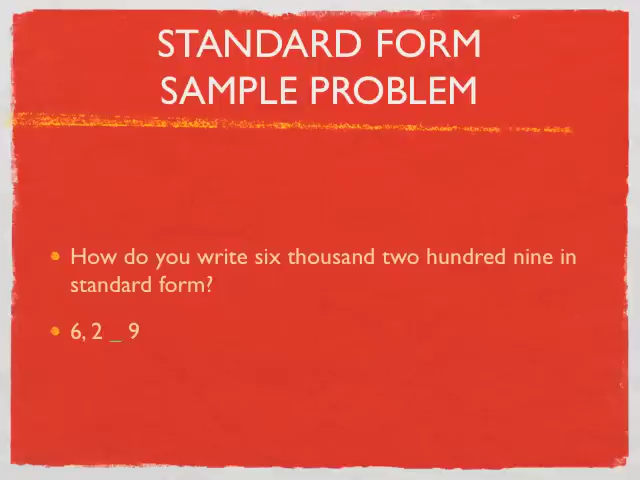 STANDARD FORM
SAMPLE PROBLEM
• How do you write six thousand two hundred nine in
standard form?
• 6, 2 _ 9